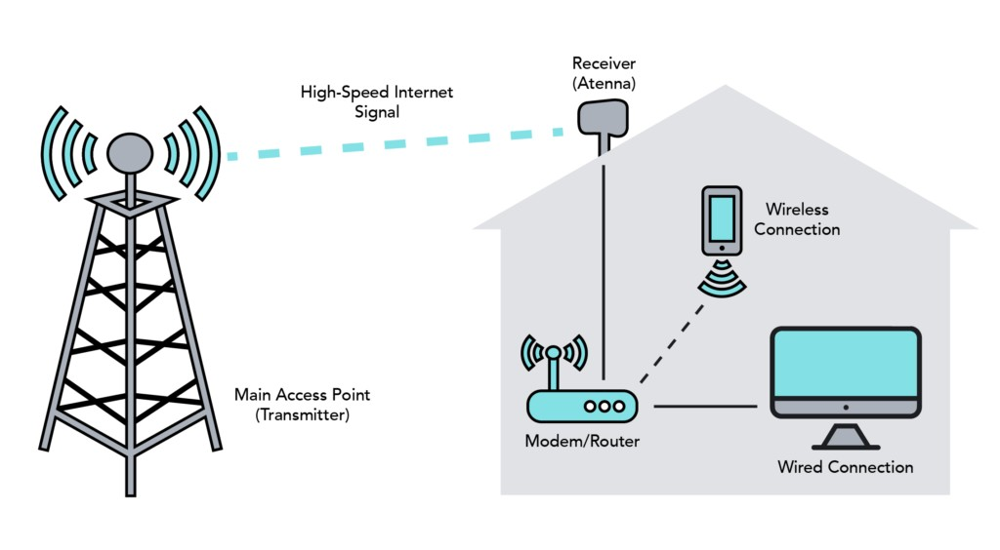 High-Speed Internet
Signal
Receiver
(Atenna)
Wireless
Connection
Main Access Point
(Transmitter)
Modem/Router
Wired Connection